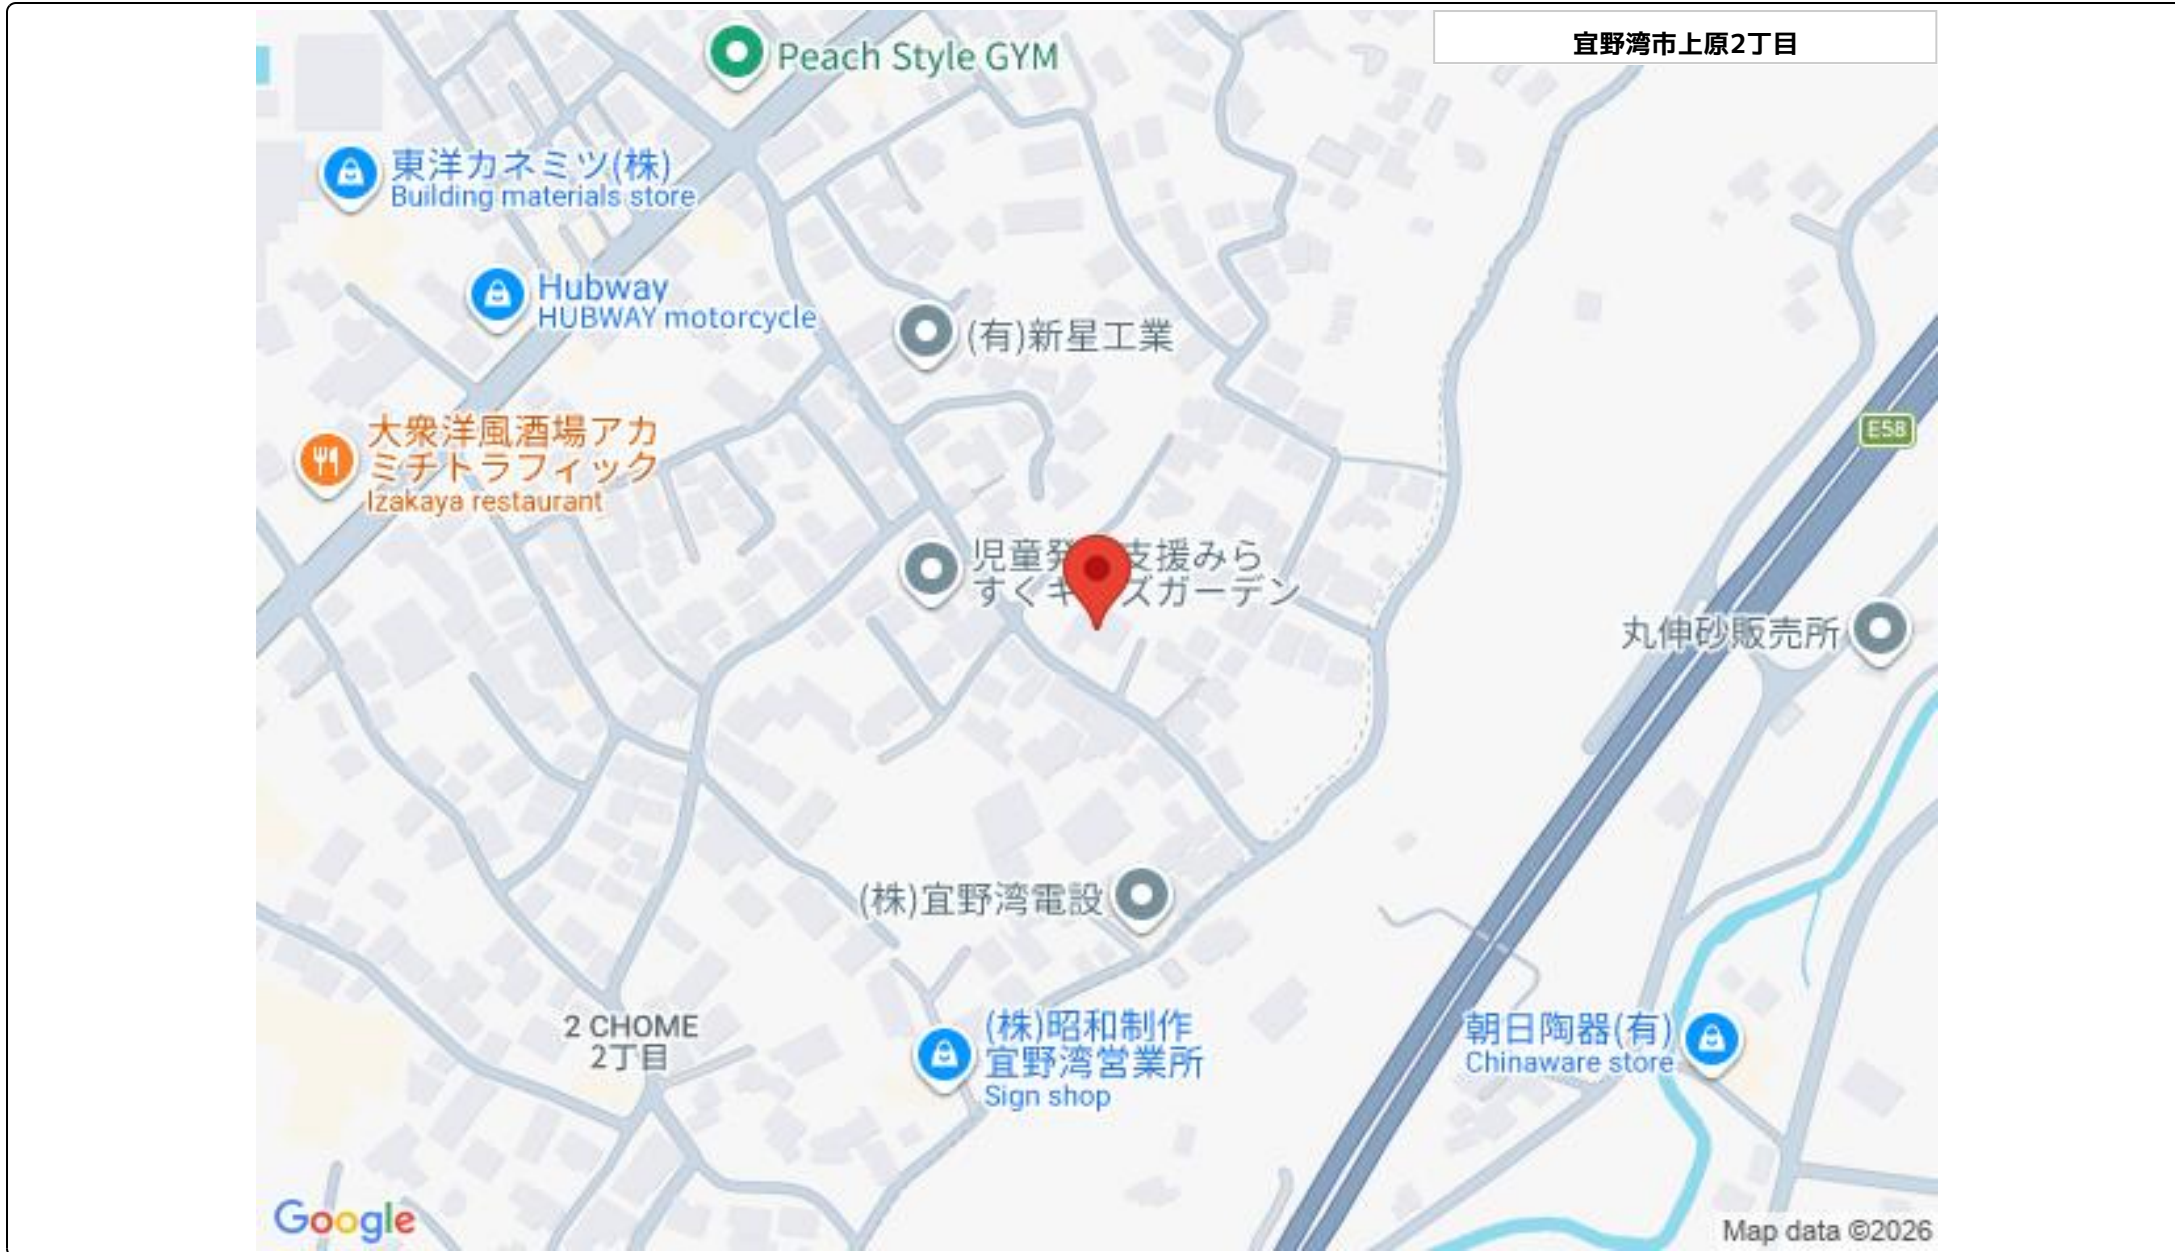 宜野湾市上原2丁目
Peach Style GYM
東洋カネミツ(株)
Building materials store
Hubway
HUBWAY motorcycle
(有)新星工業
大衆洋風酒場アカ
ミチトラフィック
Izakaya restaurant
E58
児童発 支援みら
すくキ ズガーデン
丸伸砂販売所
(株)宜野湾電設
2 CHOME
2丁目
(株)昭和制作
宜野湾営業所
Sign shop
朝日陶器(有)
Chinaware store
Google
Map data ©2026